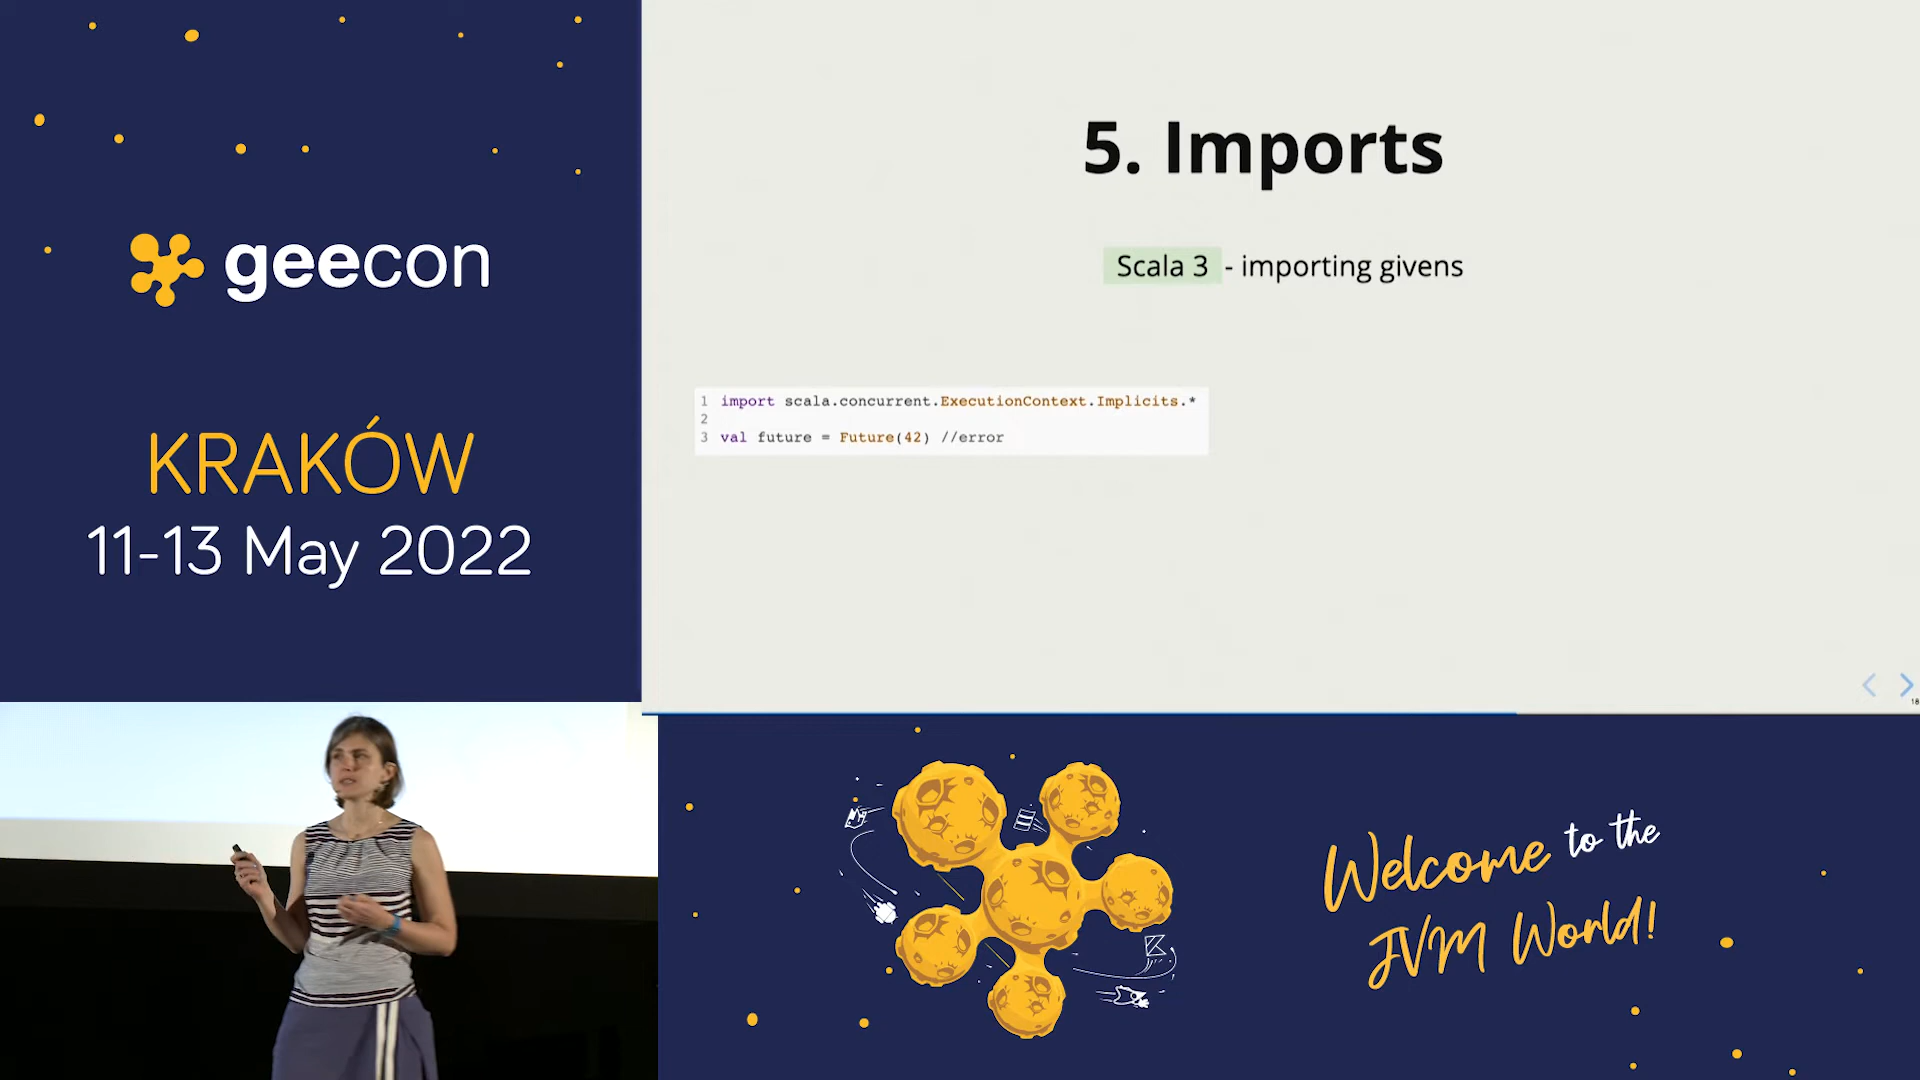 geecon
KRAKÓW
11-13 May 2022
5. Imports
Scala 3 - importing givens
1 import scala.concurrent.ExecutionContext.Implicits.*
2
3 val future = Future(42) //error
18
Welcome to the
JVM World!